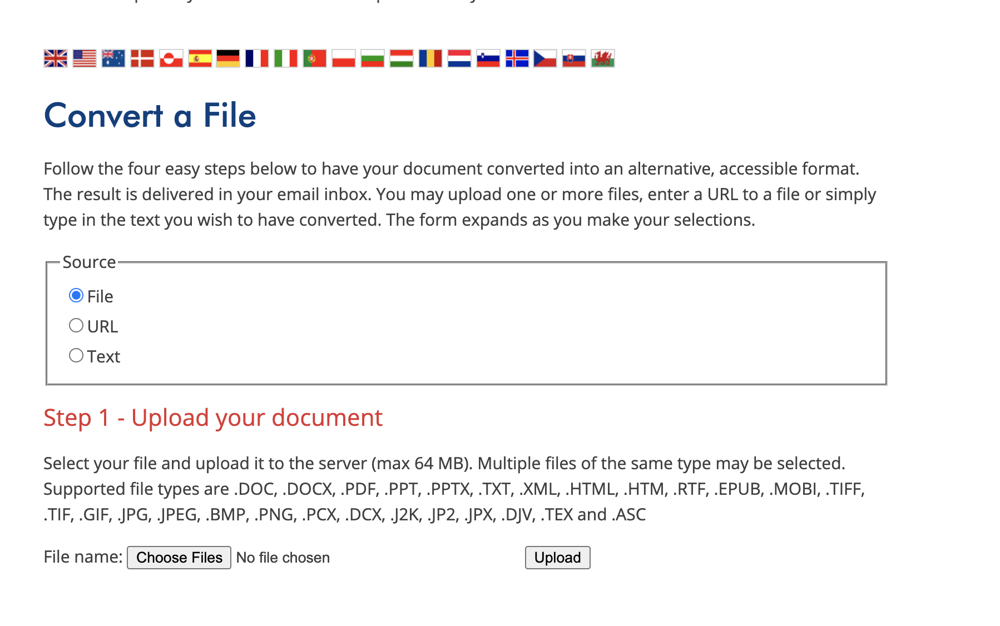 Convert a File
Follow the four easy steps below to have your document converted into an alternative, accessible format.
The result is delivered in your email inbox. You may upload one or more files, enter a URL to a file or simply
type in the text you wish to have converted. The form expands as you make your selections.
Source
File
URL
Text
Step 1 - Upload your document
Select your file and upload it to the server (max 64 MB). Multiple files of the same type may be selected.
Supported file types are .DOC, .DOCX, .PDF, .PPT, .PPTX, .TXT, .XML, .HTML, .HTM, .RTF, .EPUB, .MOBI, .TIFF,
.TIF, .GIF, .JPG, .JPEG, .BMP, .PNG, .PCX, .DCX, .J2K, .JP2, .JPX, .DJV, .TEX and .ASC
File name: Choose Files No file chosen Upload